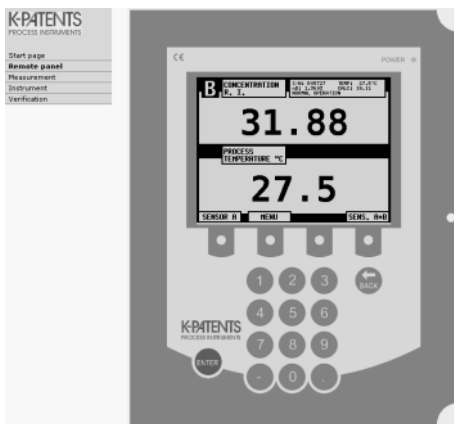 K-PATENTS
PROCESS INSTRUMENTS
Start page
Remote panel
Measurement
Instrument
Verification
CE
POWER
B CONCENTRATION
R. I.
NORMAL OPERATION
31.88
PROCESS
TEMPERATURE °C
27.5
SENSOR A MENU SENS. A+B
1 2 3
BACK
4 5 6
K-PATENTS
PROCESS INSTRUMENTS
7 8 9
ENTER
- 0 .